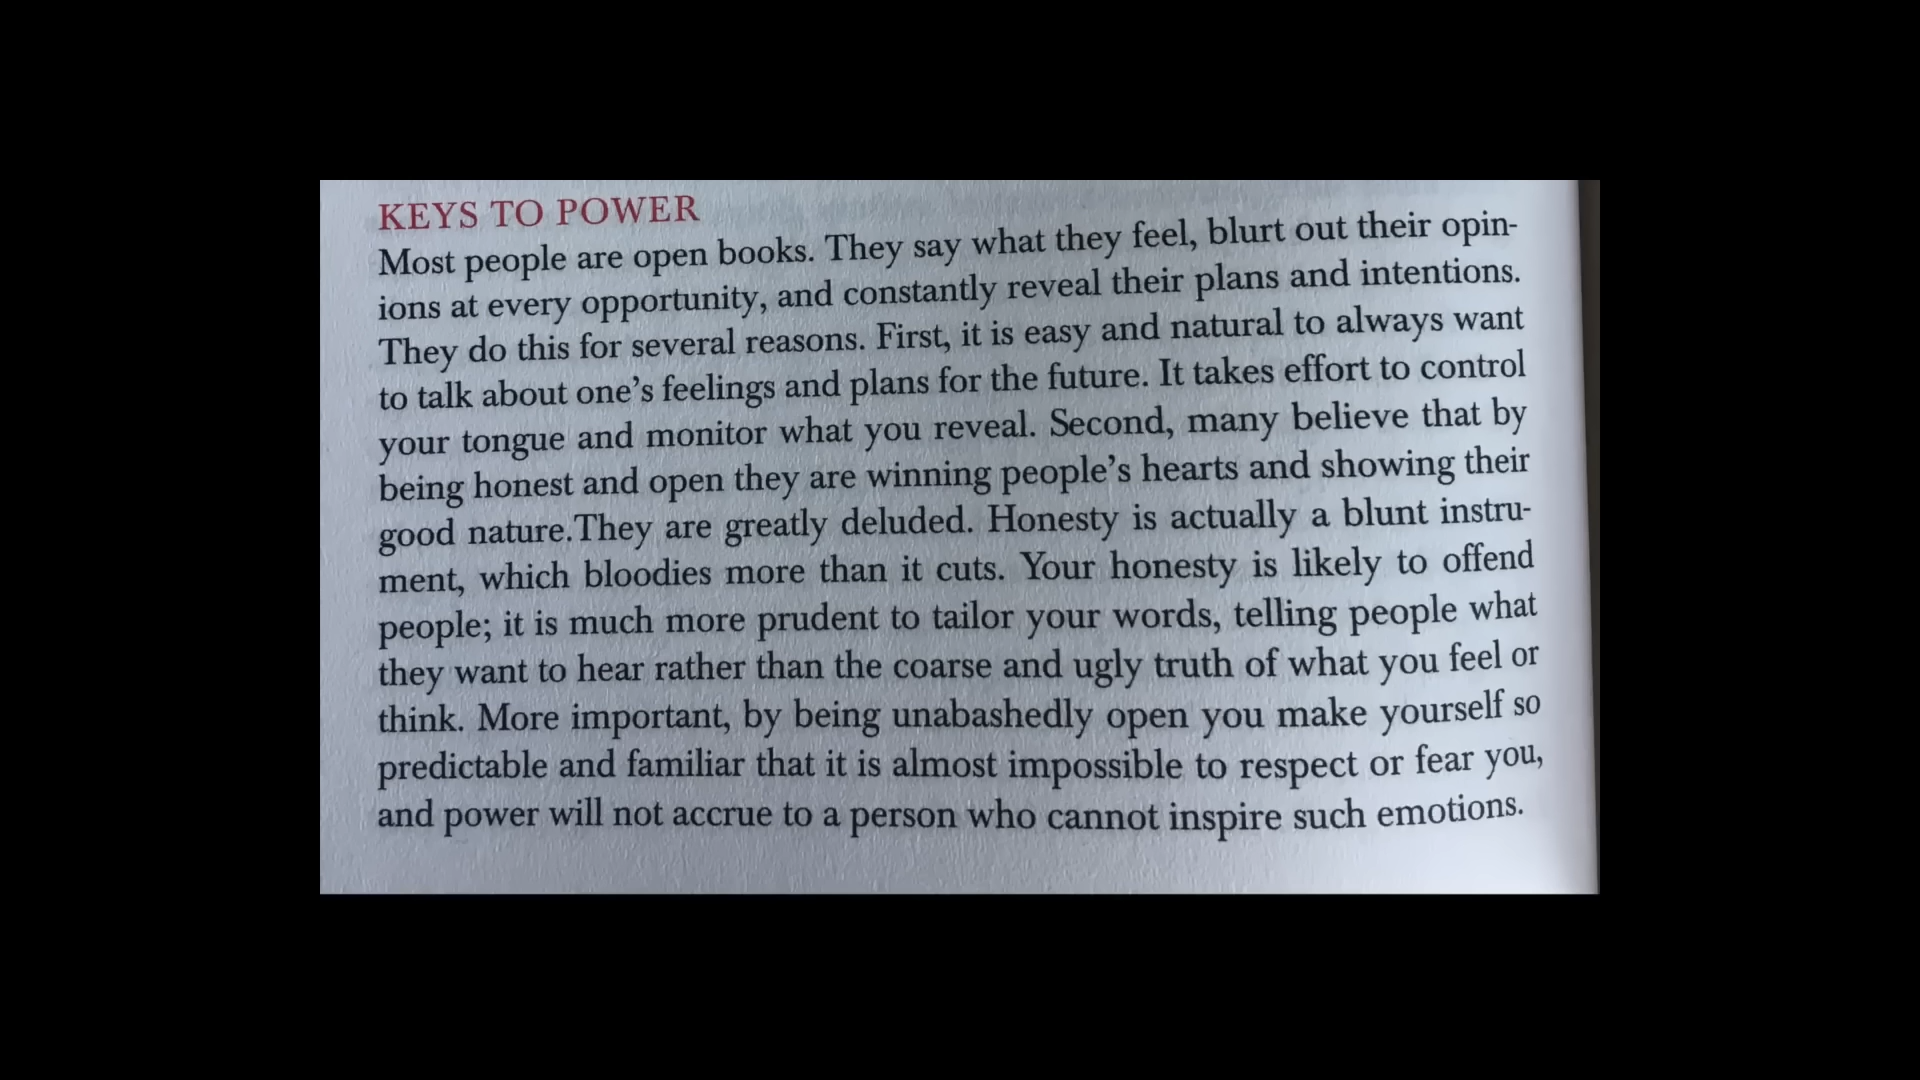 KEYS TO POWER
Most people are open books. They say what they feel, blurt out their opin-
ions at every opportunity, and constantly reveal their plans and intentions.
They do this for several reasons. First, it is easy and natural to always want
to talk about one’s feelings and plans for the future. It takes effort to control
your tongue and monitor what you reveal. Second, many believe that by
being honest and open they are winning people’s hearts and showing their
good nature.They are greatly deluded. Honesty is actually a blunt instru-
ment, which bloodies more than it cuts. Your honesty is likely to offend
people; it is much more prudent to tailor your words, telling people what
they want to hear rather than the coarse and ugly truth of what you feel or
think. More important, by being unabashedly open you make yourself so
predictable and familiar that it is almost impossible to respect or fear you,
and power will not accrue to a person who cannot inspire such emotions.